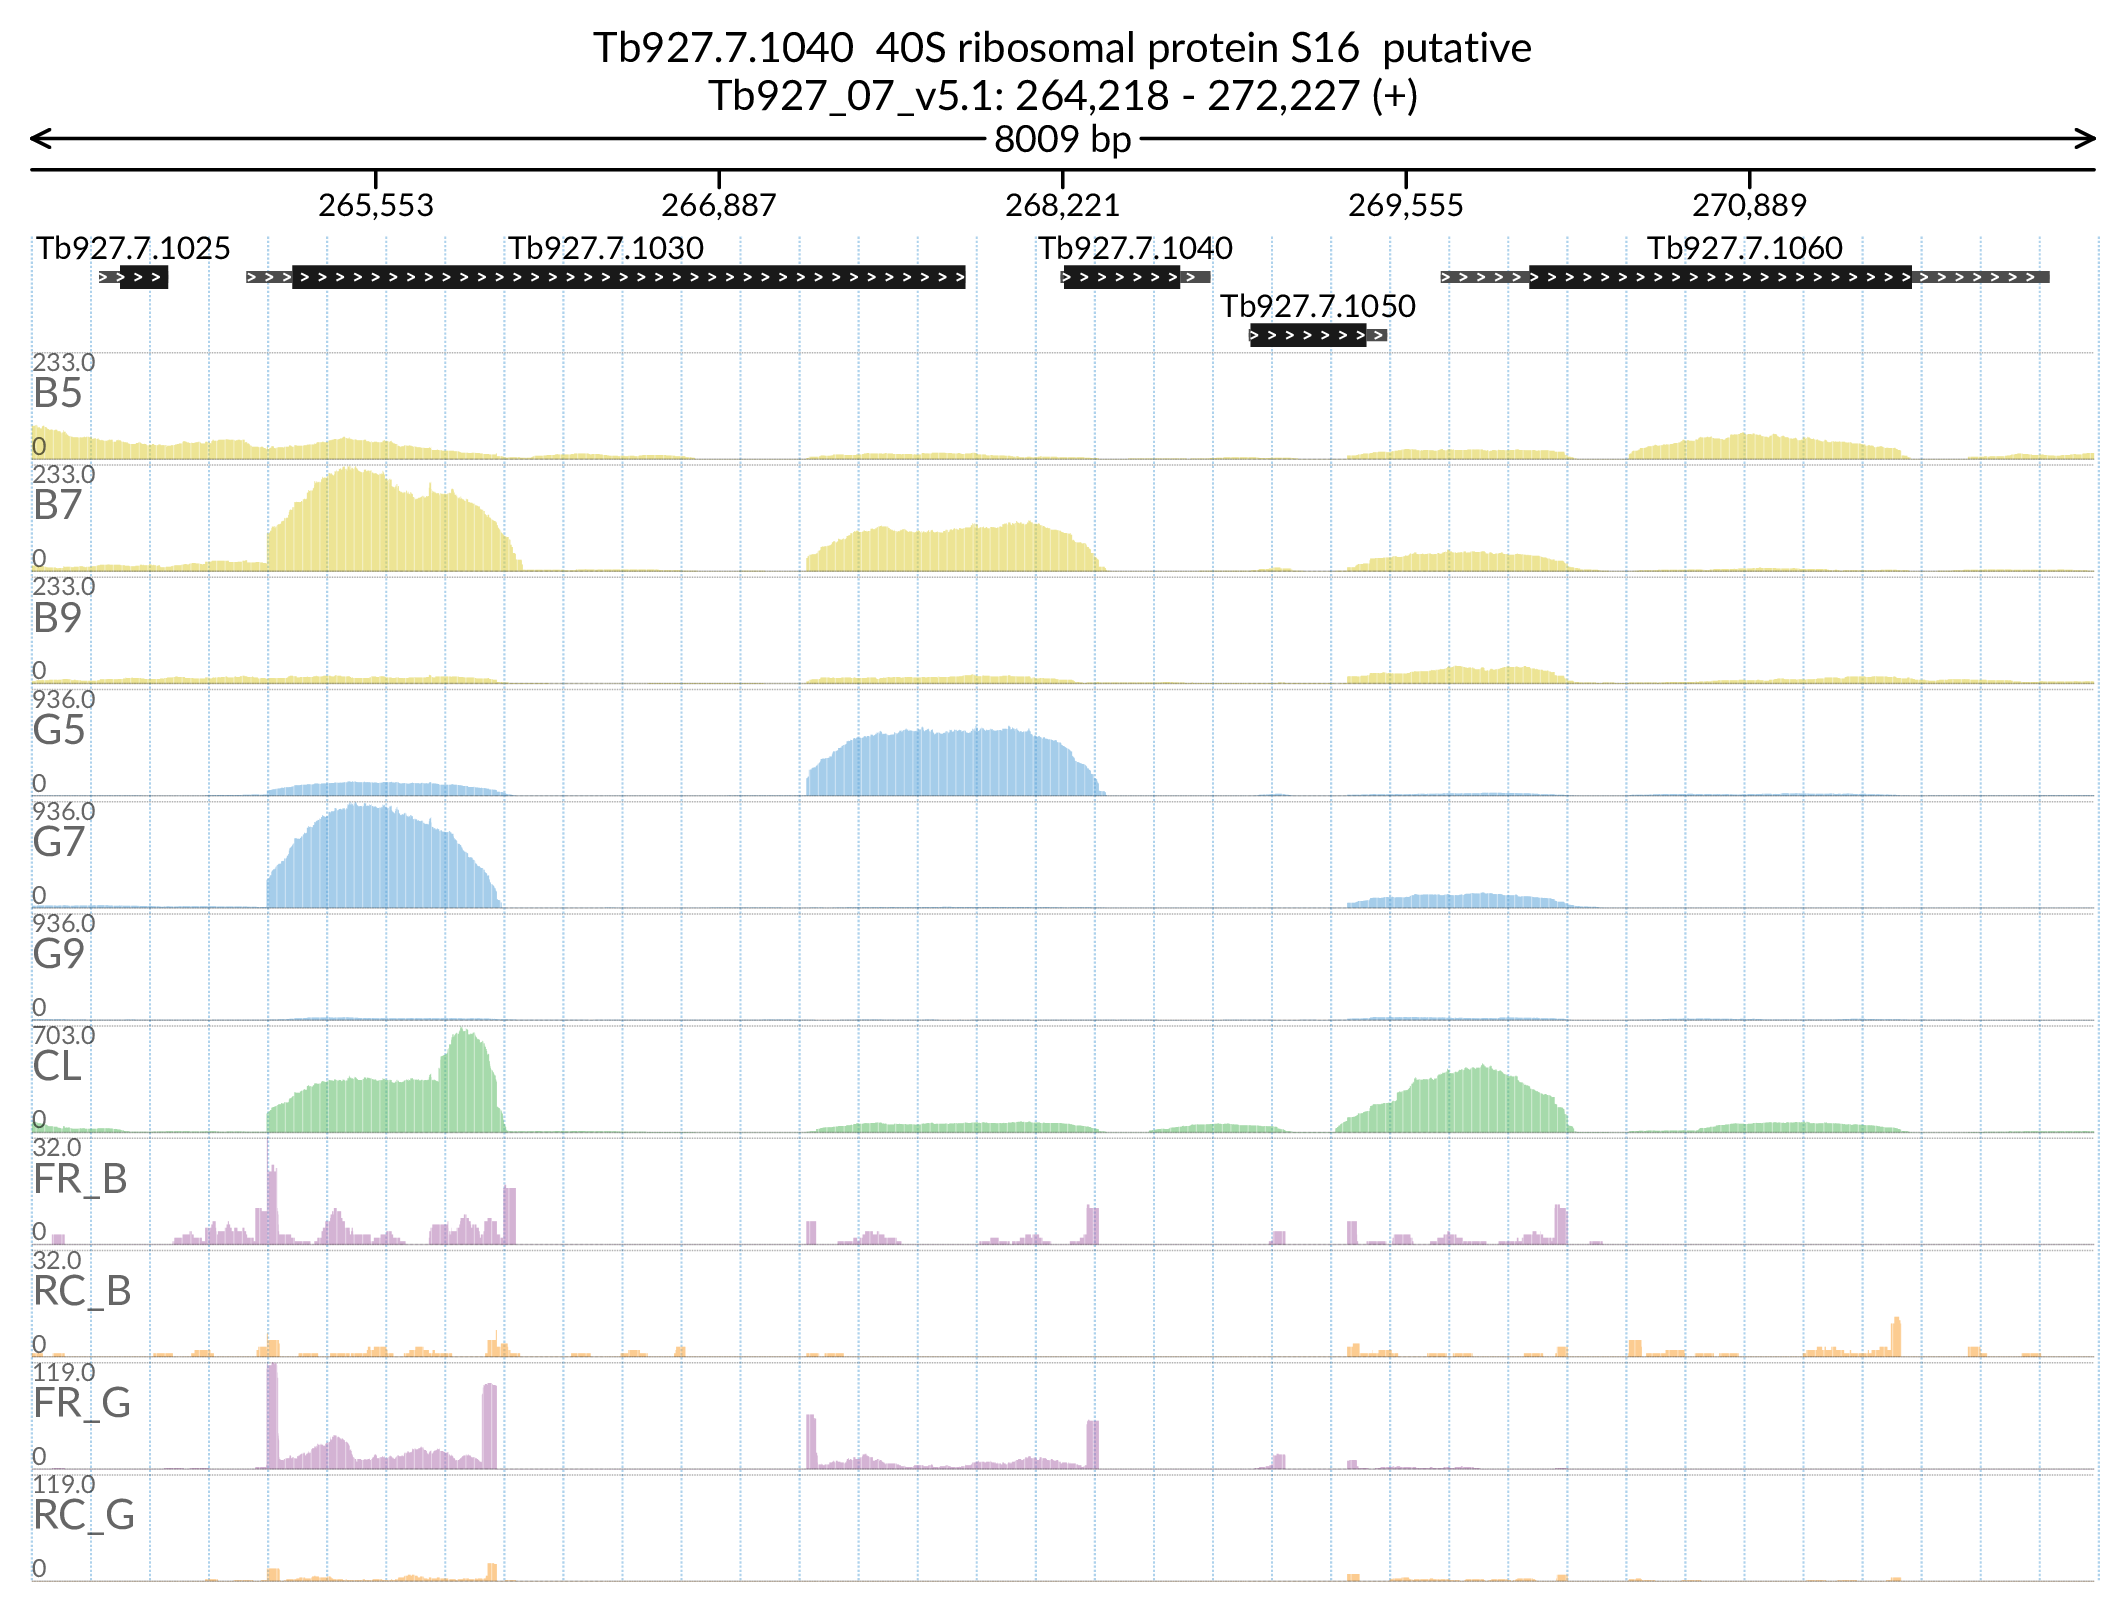 Tb927.7.1040 40S ribosomal protein S16 putative
Tb927_07_v5.1: 264,218 - 272,227 (+)
8009 bp
265,553 266,887 268,221 269,555 270,889
Tb927.7.1025 Tb927.7.1030 Tb927.7.1040 Tb927.7.1060
Tb927.7.1050
233.0
B5
0
233.0
B7
0
233.0
B9
0
936.0
G5
0
936.0
G7
0
936.0
G9
0
703.0
CL
0
32.0
FR_B
0
32.0
RC_B
0
119.0
FR_G
0
119.0
RC_G
0